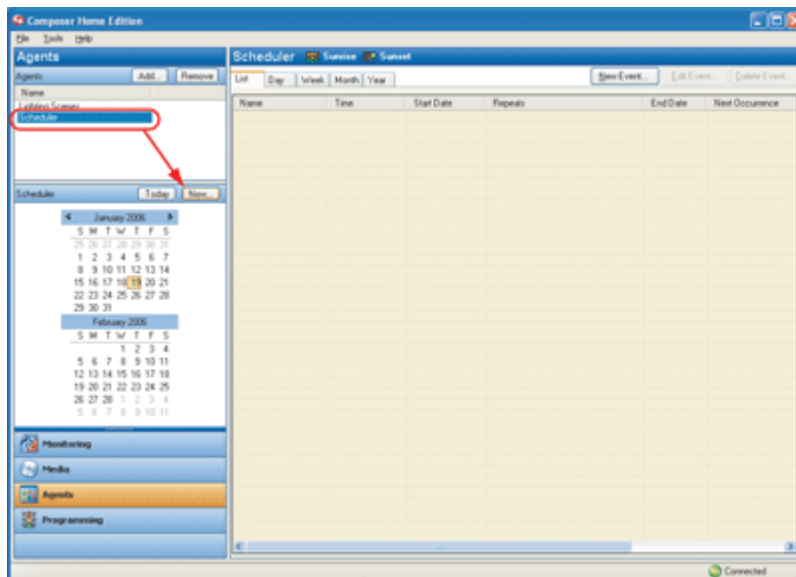 Composer Home Edition
File Tools Help
Agents
Agents Add... Remove
Name
Lighting Scenes
Scheduler
Scheduler Today New...
January 2006
S M T W T F S
25 26 27 28 29 30 31
1 2 3 4 5 6 7
8 9 10 11 12 13 14
15 16 17 18 19 20 21
22 23 24 25 26 27 28
29 30 31
February 2006
S M T W T F S
1 2 3 4
5 6 7 8 9 10 11
12 13 14 15 16 17 18
19 20 21 22 23 24 25
26 27 28 1 2 3 4
5 6 7 8 9 10 11
Monitoring
Media
Agents
Programming
Scheduler Sunrise Sunset
List Day Week Month Year New Event... Edit Event... Delete Event...
Name Time Start Date Repeats End Date Next Occurrence
Connected